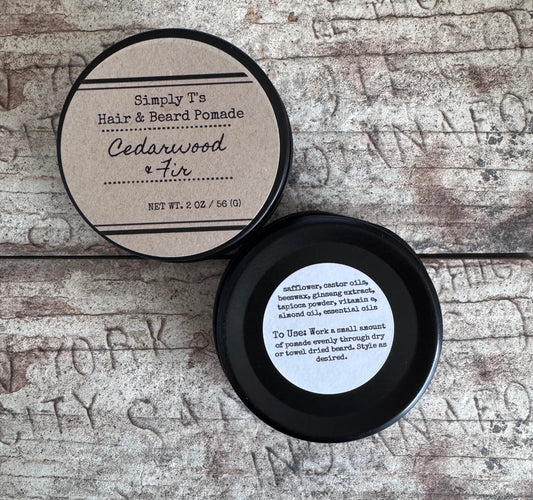 Simply T's
Hair & Beard Pomade
Cedarwood
& Fir
NET WT. 2 OZ / 56 (G)
safflower, castor oils,
beeswax, ginseng extract,
tapioca powder, vitamin e,
almond oil, essential oils
To Use: Work a small amount
of pomade evenly through dry
or towel dried beard. Style as
desired.
YORK
CITY